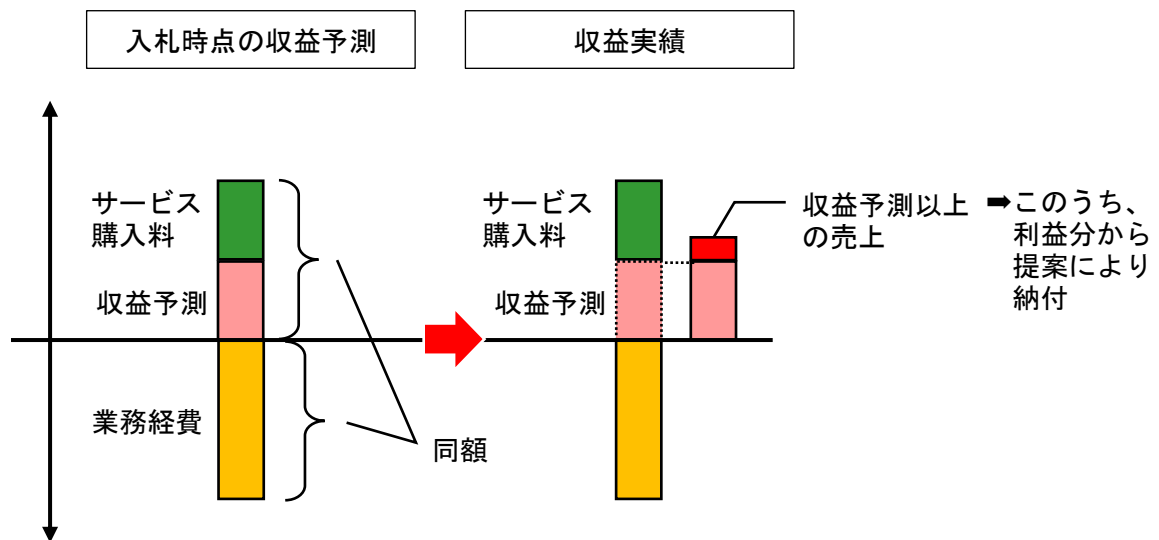 入札時点の収益予測
収益実績
サービス
購入料
収益予測
業務経費
同額
サービス
購入料
収益予測
収益予測以上
の売上
➡このうち、
利益分から
提案により
納付